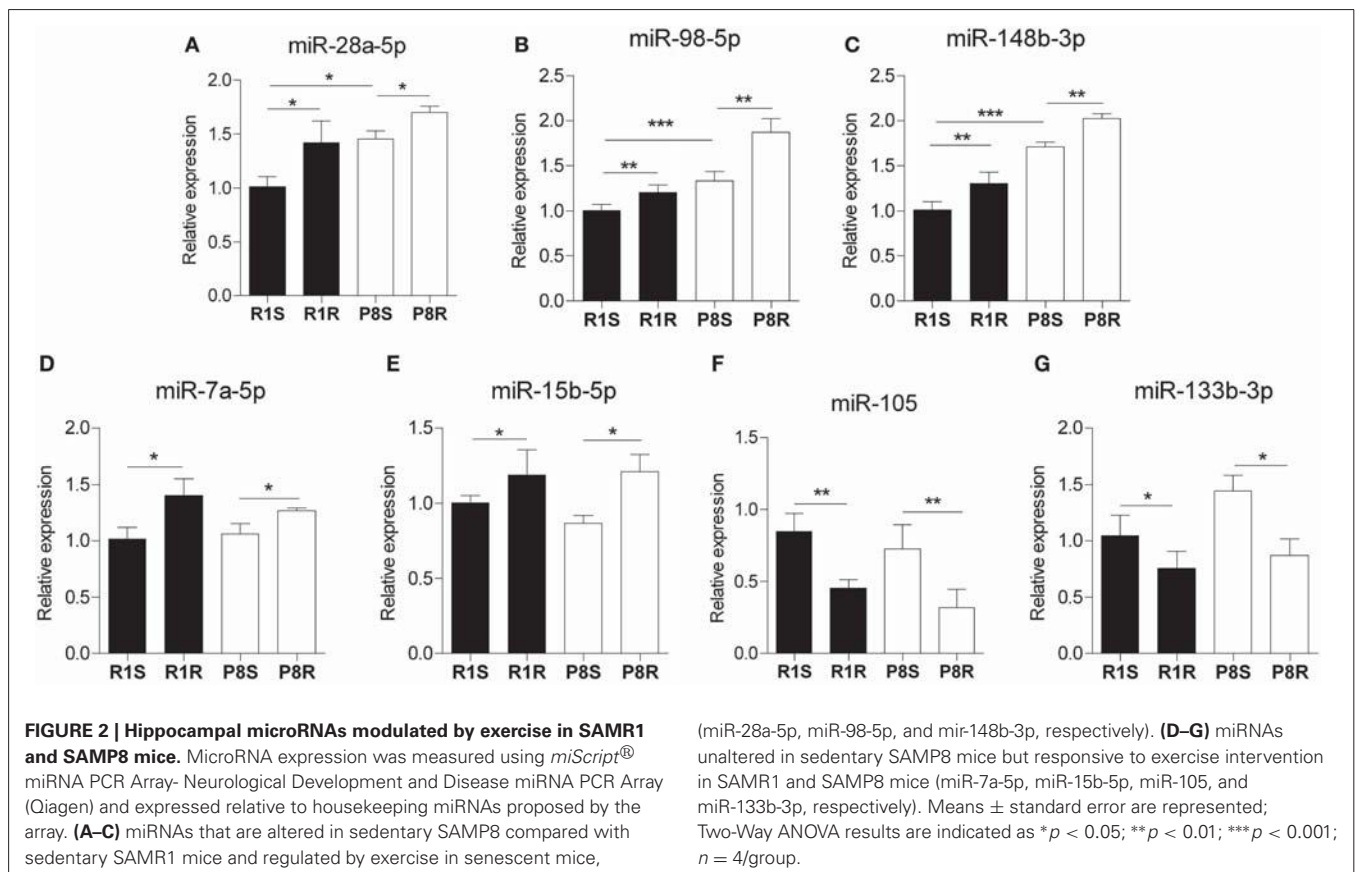 A
miR-28a-5p
Relative expression
2.0
1.5
1.0
0.5
0.0
*
*
*
R1S R1R P8S P8R
B
miR-98-5p
Relative expression
2.5
2.0
1.5
1.0
0.5
0.0
**
***
**
R1S R1R P8S P8R
C
miR-148b-3p
Relative expression
2.5
2.0
1.5
1.0
0.5
0.0
**
***
**
R1S R1R P8S P8R
D
miR-7a-5p
Relative expression
2.0
1.5
1.0
0.5
0.0
*
*
R1S R1R P8S P8R
E
miR-15b-5p
Relative expression
1.5
1.0
0.5
0.0
*
*
R1S R1R P8S P8R
F
miR-105
Relative expression
1.5
1.0
0.5
0.0
**
**
R1S R1R P8S P8R
G
miR-133b-3p
Relative expression
2.0
1.5
1.0
0.5
0.0
*
*
R1S R1R P8S P8R
FIGURE 2 | Hippocampal microRNAs modulated by exercise in SAMR1
and SAMP8 mice. MicroRNA expression was measured using miScript®
miRNA PCR Array- Neurological Development and Disease miRNA PCR Array
(Qiagen) and expressed relative to housekeeping miRNAs proposed by the
array. (A–C) miRNAs that are altered in sedentary SAMP8 compared with
sedentary SAMR1 mice and regulated by exercise in senescent mice,
(miR-28a-5p, miR-98-5p, and mir-148b-3p, respectively). (D–G) miRNAs
unaltered in sedentary SAMP8 mice but responsive to exercise intervention
in SAMR1 and SAMP8 mice (miR-7a-5p, miR-15b-5p, miR-105, and
miR-133b-3p, respectively). Means ± standard error are represented;
Two-Way ANOVA results are indicated as *p < 0.05; **p < 0.01; ***p < 0.001;
n = 4/group.